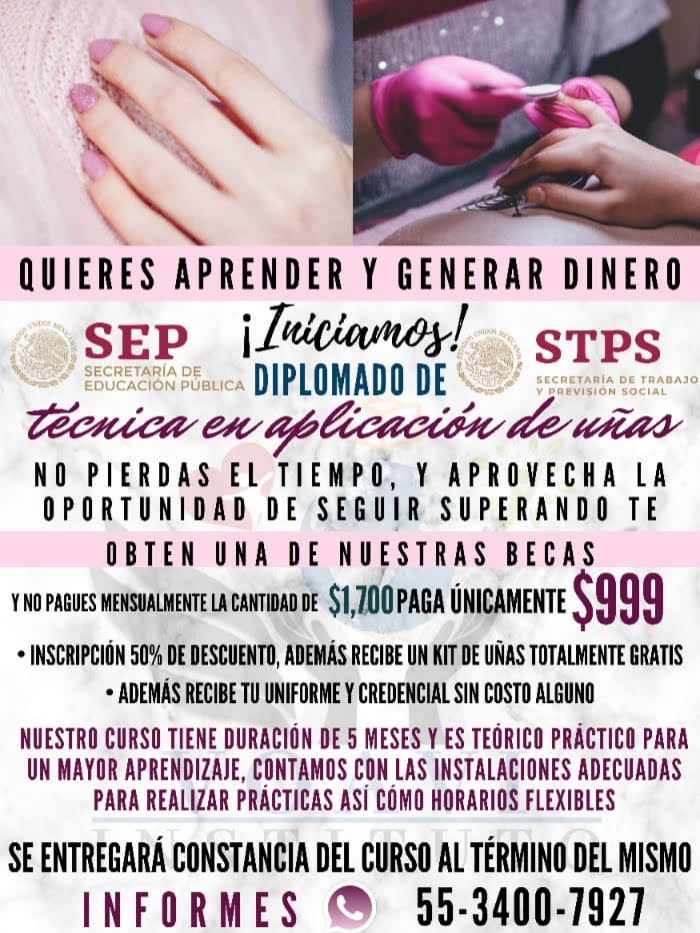 QUIERES APRENDER Y GENERAR DINERO
SEP
SECRETARÍA DE
EDUCACIÓN PÚBLICA
¡Iniciamos!
DIPLOMADO DE
STPS
SECRETARÍA DE TRABAJO
Y PREVISIÓN SOCIAL
técnica en aplicación de uñas
NO PIERDAS EL TIEMPO, Y APROVECHA LA
OPORTUNIDAD DE SEGUIR SUPERANDO TE
OBTEN UNA DE NUESTRAS BECAS
Y NO PAGUES MENSUALMENTE LA CANTIDAD DE $1,700 PAGA ÚNICAMENTE $999
• INSCRIPCIÓN 50% DE DESCUENTO, ADEMÁS RECIBE UN KIT DE UÑAS TOTALMENTE GRATIS
• ADEMÁS RECIBE TU UNIFORME Y CREDENCIAL SIN COSTO ALGUNO
NUESTRO CURSO TIENE DURACIÓN DE 5 MESES Y ES TEÓRICO PRÁCTICO PARA
UN MAYOR APRENDIZAJE, CONTAMOS CON LAS INSTALACIONES ADECUADAS
PARA REALIZAR PRÁCTICAS ASÍ CÓMO HORARIOS FLEXIBLES
INSTITUTO
SE ENTREGARÁ CONSTANCIA DEL CURSO AL TÉRMINO DEL MISMO
INFORMES 55-3400-7927